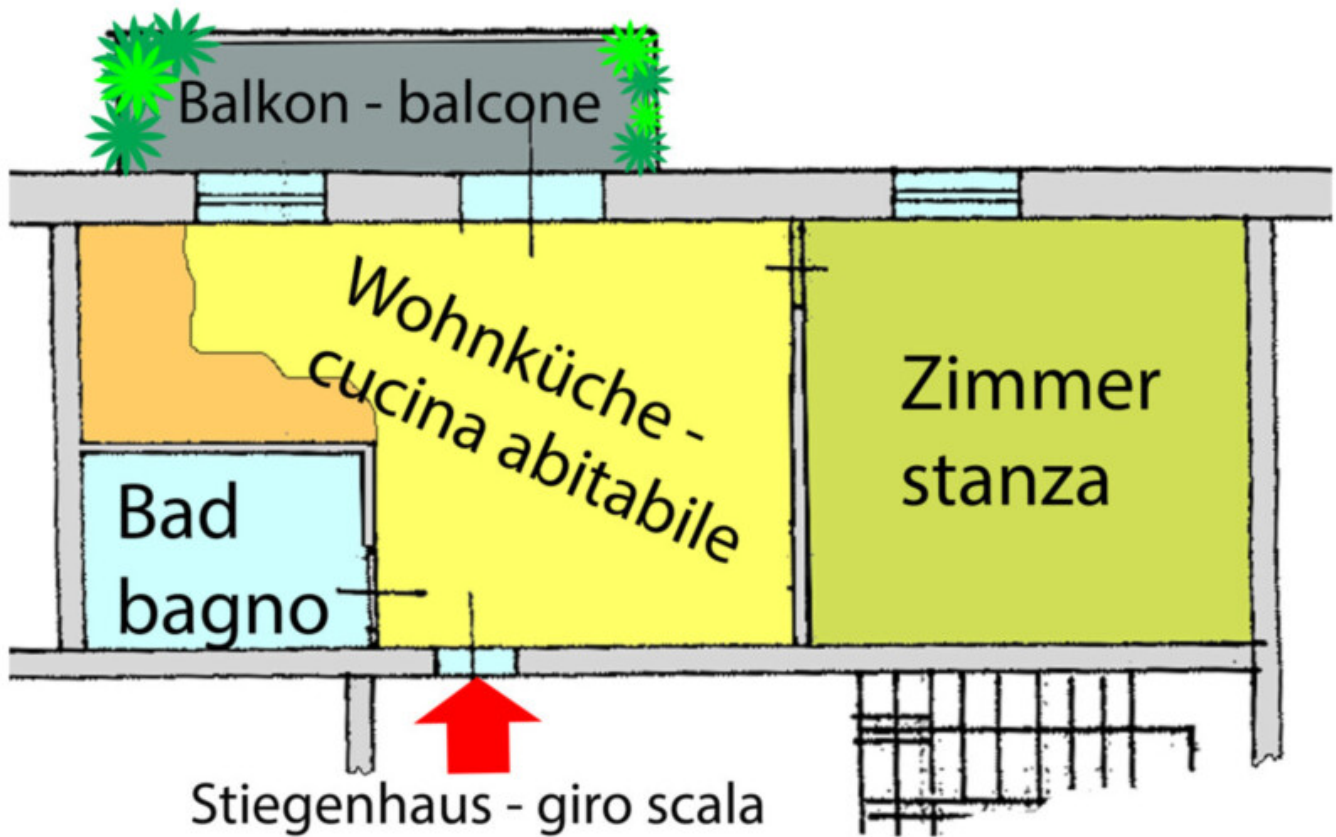 Balkon - balcone
Wohnküche -
cucina abitabile
Zimmer
stanza
Bad
bagno
Stiegenhaus - giro scala